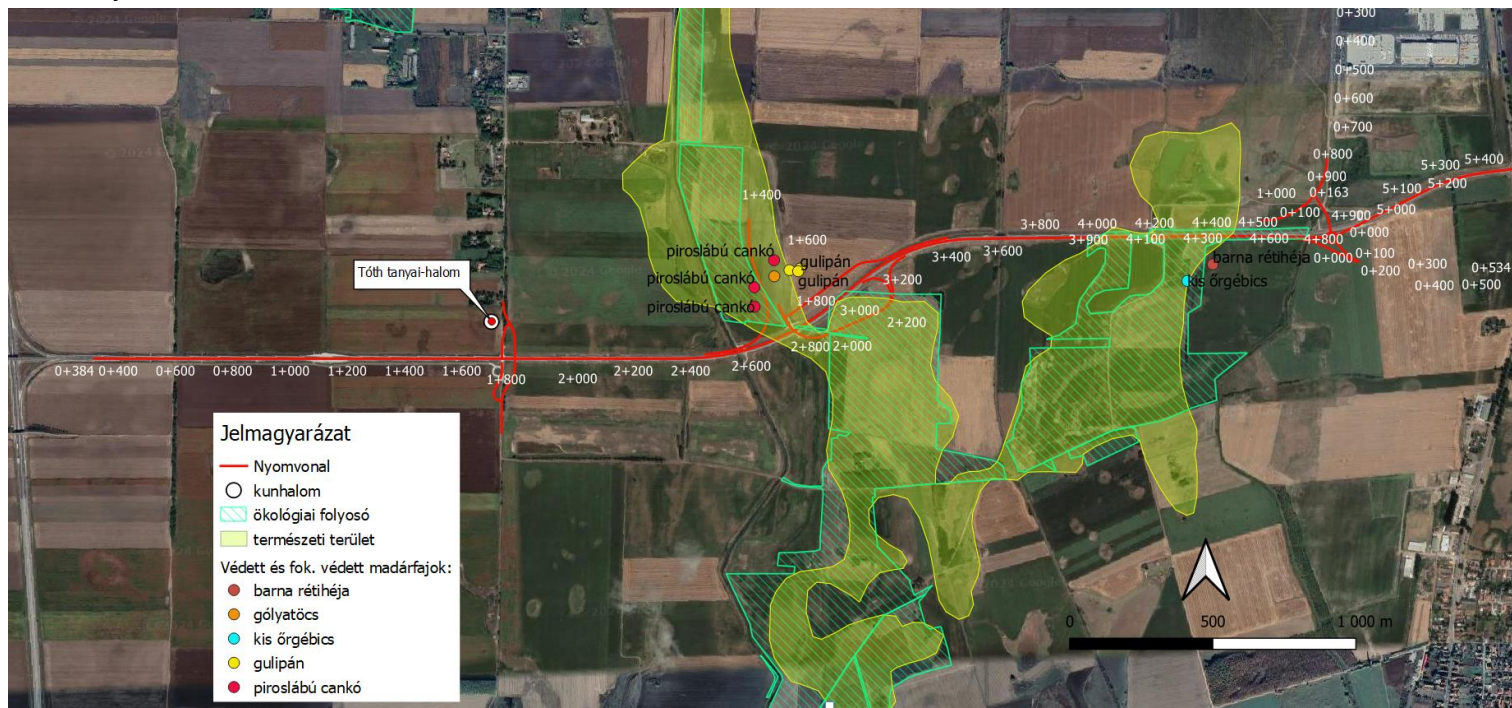 0+300
0+400
0+500
0+600
0+700
0+800
0+900
0+163
1+000
0+100
5+300
5+400
5+100
5+200
1+400
1+600
piroslábú cankó
gulipán
gulipán
piroslábú cankó
piroslábú cankó
1+800
3+000
3+200
3+400
3+600
2+200
2+800
2+000
3+800
4+000
4+200
4+400
4+500
4+900
5+000
3+900
4+100
4+300
4+600
4+800
0+000
barna rétihéja
0+000
0+100
0+200
0+300
0+534
0+400
0+500
kis őrgébics
Tóth tanyai-halom
0+384
0+400
0+600
0+800
1+000
1+200
1+400
1+600
1+800
2+000
2+200
2+400
2+600
Jelmagyarázat
Nyomvonal
kunhalom
ökológiai folyosó
természeti terület
Védett és fok. védett madárfajok:
barna rétihéja
gólyatöcs
kis őrgébics
gulipán
piroslábú cankó
0
500
1 000 m